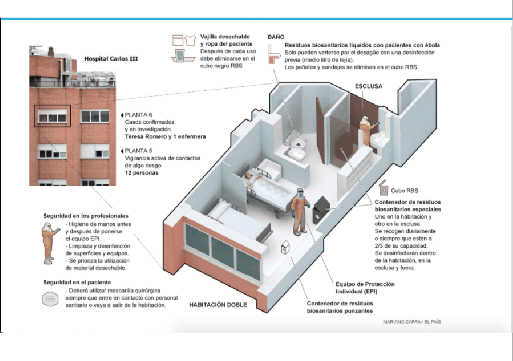 Hospital Carlos III
PLANTA 6
Casos confirmados
y en investigación
Teresa Romero y 1 enfermera
PLANTA 5
Vigilancia activa de contactos
de alto riesgo
12 personas
Vajilla desechable
y ropa del paciente
Después de cada uso
debe eliminarse en el
cubo negro RBS
BAÑO
Residuos biosanitarios líquidos con pacientes con ébola
Solo pueden verterse por el desagüe con una desinfección
previa (medio litro de lejía).
Los pañales y sondajes se eliminan en el cubo RBS.
ESCLUSA
Cubo RBS
Contenedor de residuos
biosanitarios especiales
Uno en la habitación y
otro en la esclusa.
Se recogen diariamente
o siempre que estén a
2/3 de su capacidad.
Se desinfectarán dentro
de la habitación, en la
esclusa y fuera.
Seguridad en los profesionales
- Higiene de manos antes
y después de ponerse
el equipo EPI.
- Limpieza y desinfección
de superficies y equipos.
- Se prioriza la utilización
de material desechable.
Seguridad en el paciente
- Deberá utilizar mascarilla quirúrgica
siempre que entre en contacto con personal
sanitario o vaya a salir de la habitación.
HABITACIÓN DOBLE
Equipo de Protección
Individual (EPI)
Contenedor de residuos
biosanitarios punzantes
MARIANO ZAFRA / EL PAÍS